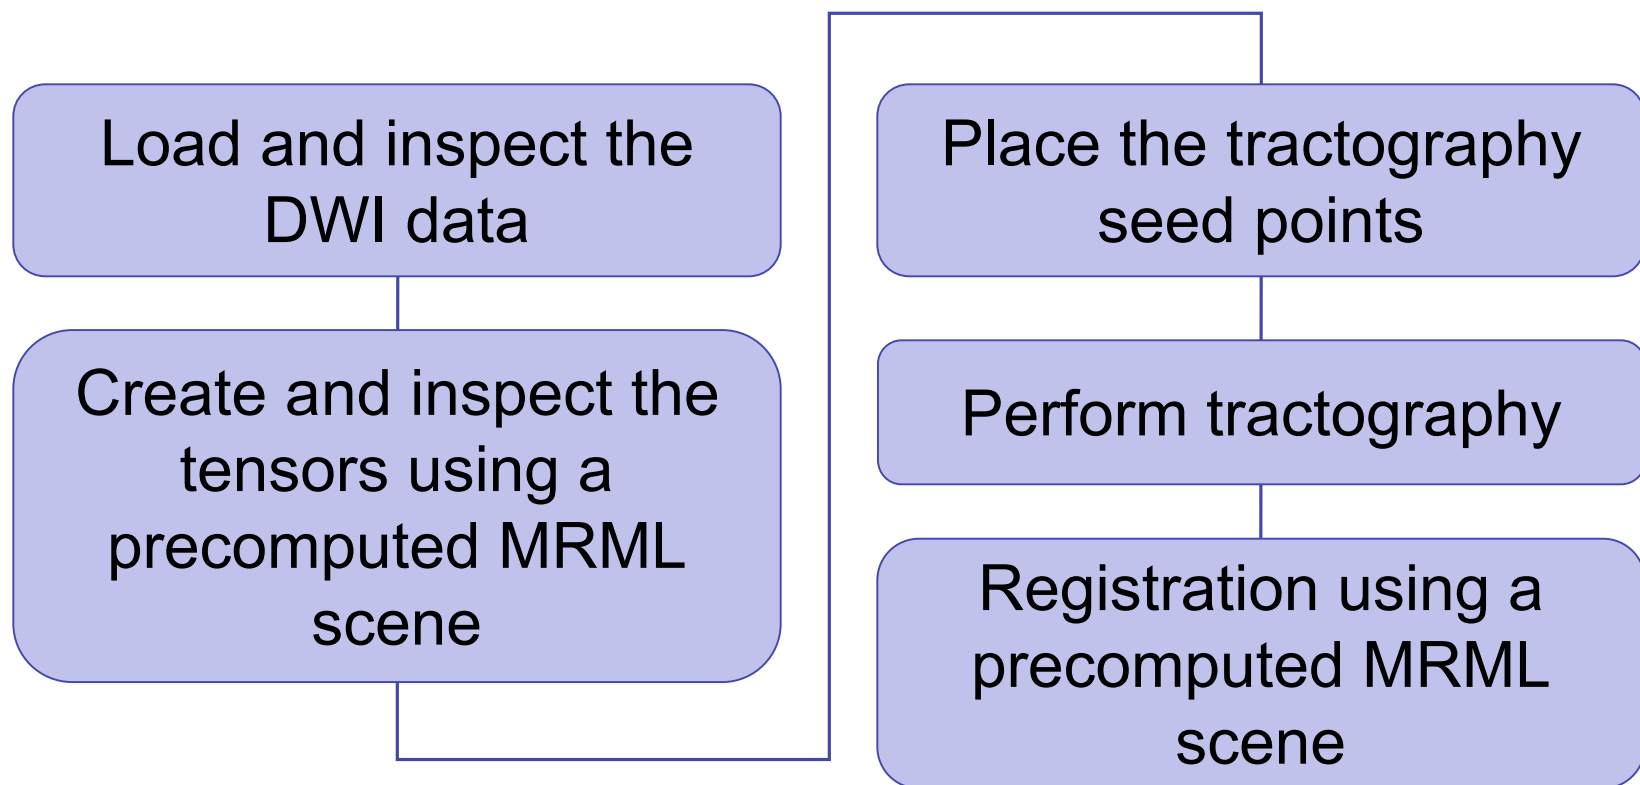 Load and inspect the
DWI data
Create and inspect the
tensors using a
precomputed MRML
scene
Place the tractography
seed points
Perform tractography
Registration using a
precomputed MRML
scene